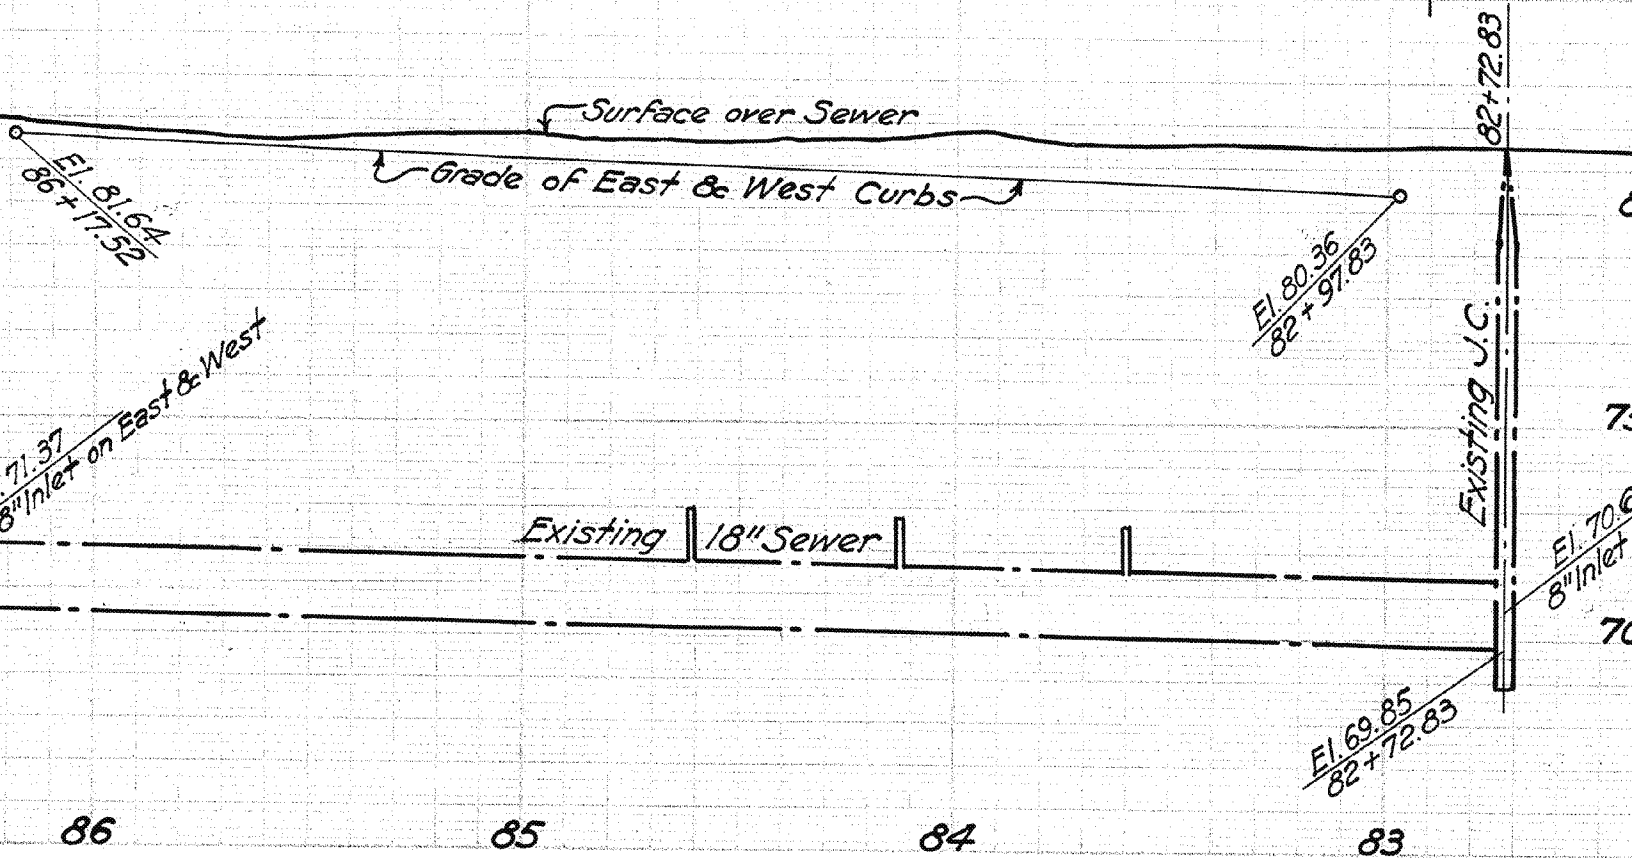 82+72.83
Surface over Sewer
Grade of East & West Curbs
El. 81.64
86+17.52
El. 80.36
82+97.83
71.37
8" Inlet on East & West
Existing J.C.
Existing 18" Sewer
El. 70.6
8" Inlet
70
El. 69.85
82+72.83
86 85 84 83